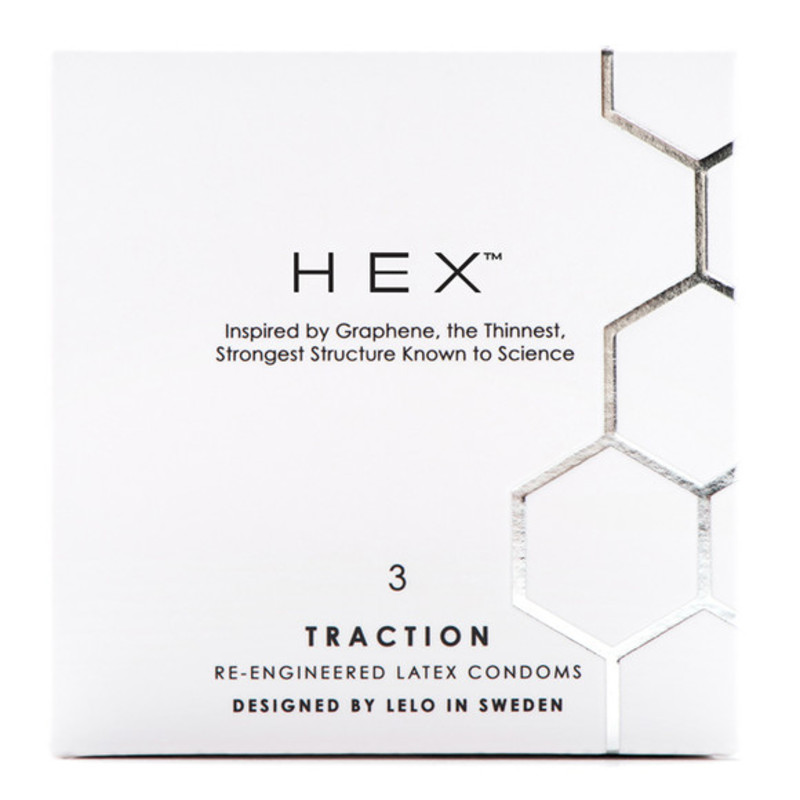 HEX™
Inspired by Graphene, the Thinnest,
Strongest Structure Known to Science
3
TRACTION
RE-ENGINEERED LATEX CONDOMS
DESIGNED BY LELO IN SWEDEN